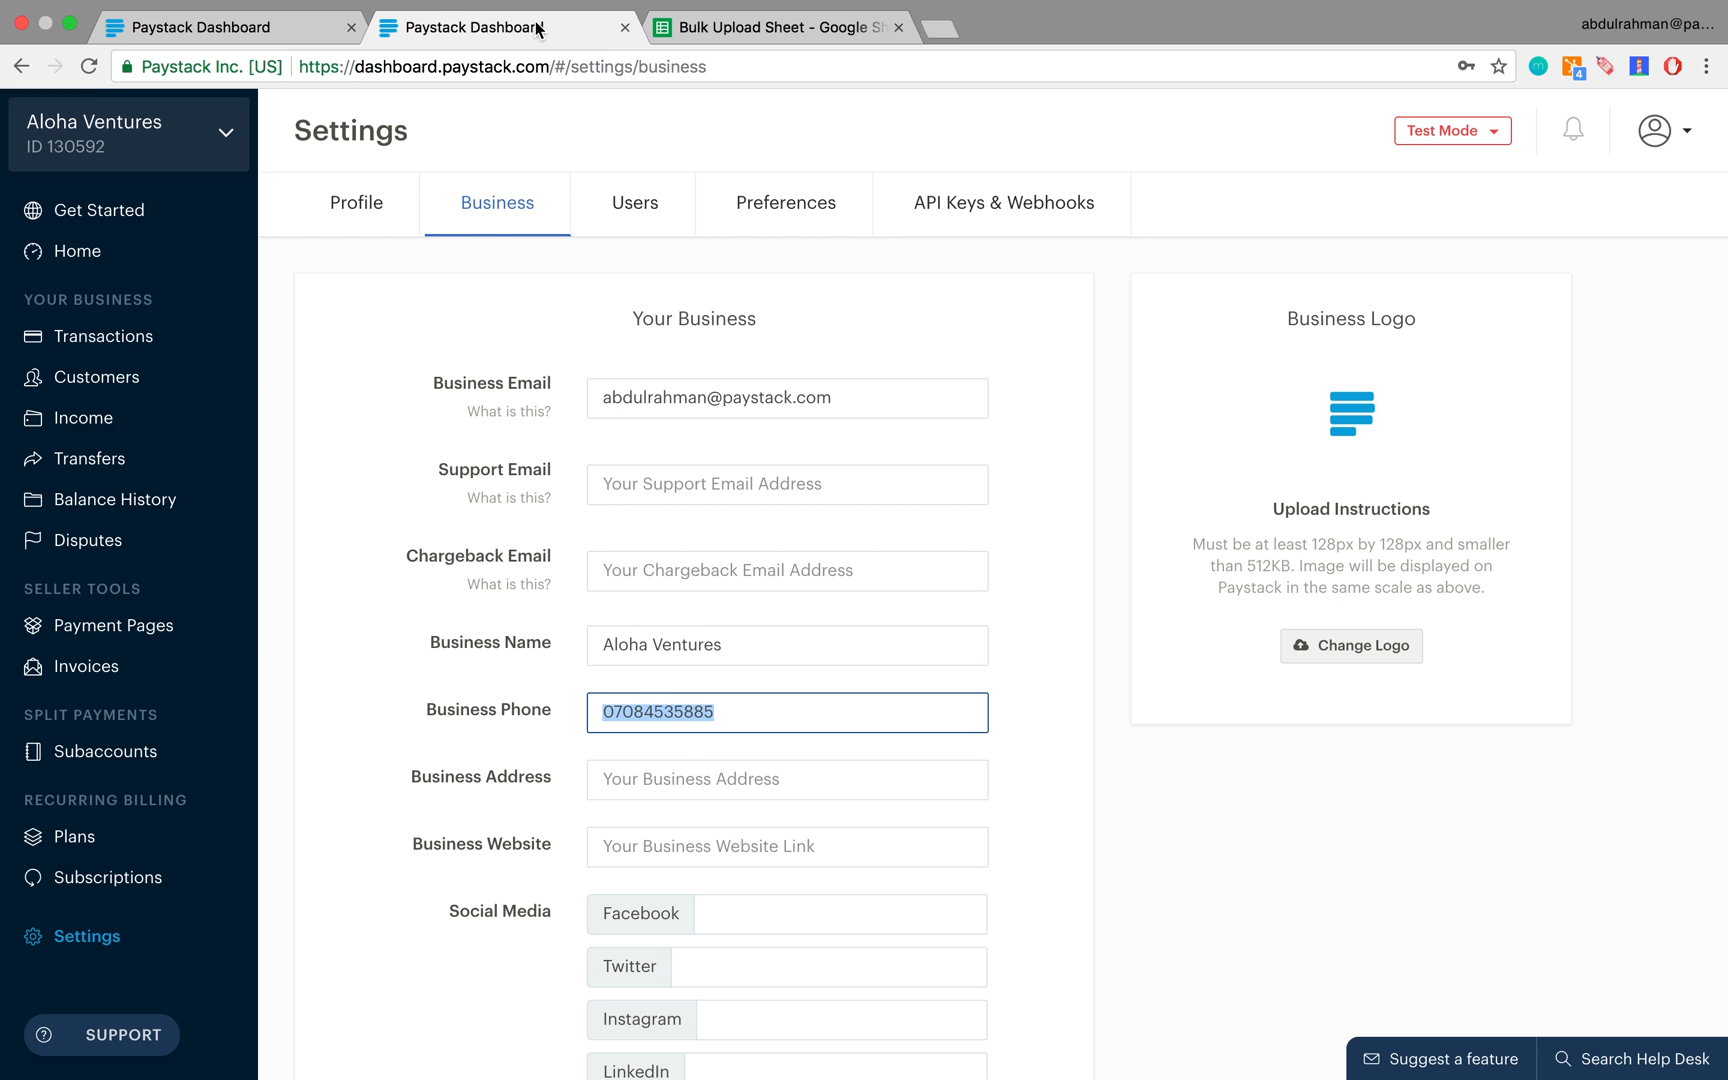 Paystack Dashboard
Paystack Dashboard
Bulk Upload Sheet - Google Sh
abdulrahman@pa...
Paystack Inc. [US]
https://dashboard.paystack.com/#/settings/business
4
Aloha Ventures
ID 130592
Get Started
Home
YOUR BUSINESS
Transactions
Customers
Income
Transfers
Balance History
Disputes
SELLER TOOLS
Payment Pages
Invoices
SPLIT PAYMENTS
Subaccounts
RECURRING BILLING
Plans
Subscriptions
Settings
SUPPORT
Settings
Test Mode
Profile
Business
Users
Preferences
API Keys & Webhooks
Your Business
Business Email
What is this?
abdulrahman@paystack.com
Support Email
What is this?
Your Support Email Address
Chargeback Email
What is this?
Your Chargeback Email Address
Business Name
Aloha Ventures
Business Phone
07084535885
Business Address
Your Business Address
Business Website
Your Business Website Link
Social Media
Facebook
Twitter
Instagram
LinkedIn
Business Logo
Upload Instructions
Must be at least 128px by 128px and smaller
than 512KB. Image will be displayed on
Paystack in the same scale as above.
Change Logo
Suggest a feature
Search Help Desk